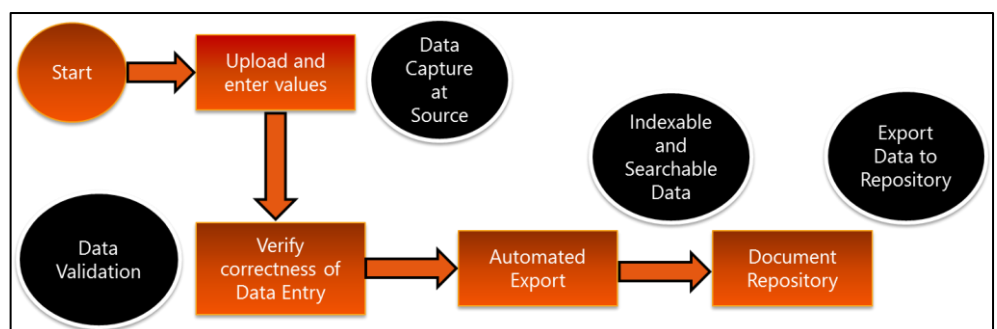 Start
Upload and
enter values
Data
Capture
at
Source
Indexable
and
Searchable
Data
Export
Data to
Repository
Data
Validation
Verify
correctness of
Data Entry
Automated
Export
Document
Repository